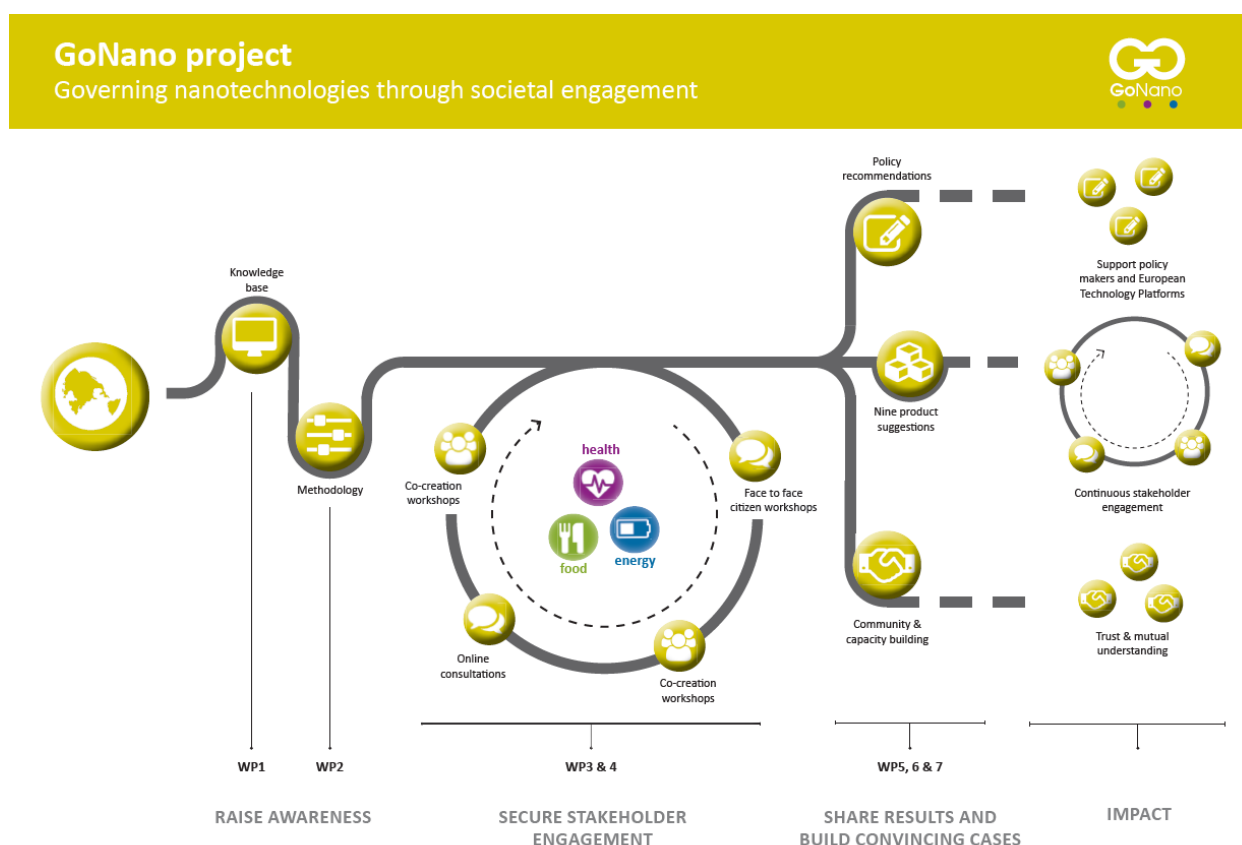 GoNano project
Governing nanotechnologies through societal engagement
GoNano
Policy
recommendations
Knowledge
base
Support policy
makers and European
Technology Platforms
Nine product
suggestions
health
Methodology
Co-creation
workshops
Face to face
citizen workshops
Continuous stakeholder
engagement
food
energy
Community &
capacity building
Trust & mutual
understanding
Online
consultations
Co-creation
workshops
WP1
WP2
WP3 & 4
WP5, 6 & 7
RAISE AWARENESS
SECURE STAKEHOLDER
ENGAGEMENT
SHARE RESULTS AND
BUILD CONVINCING CASES
IMPACT